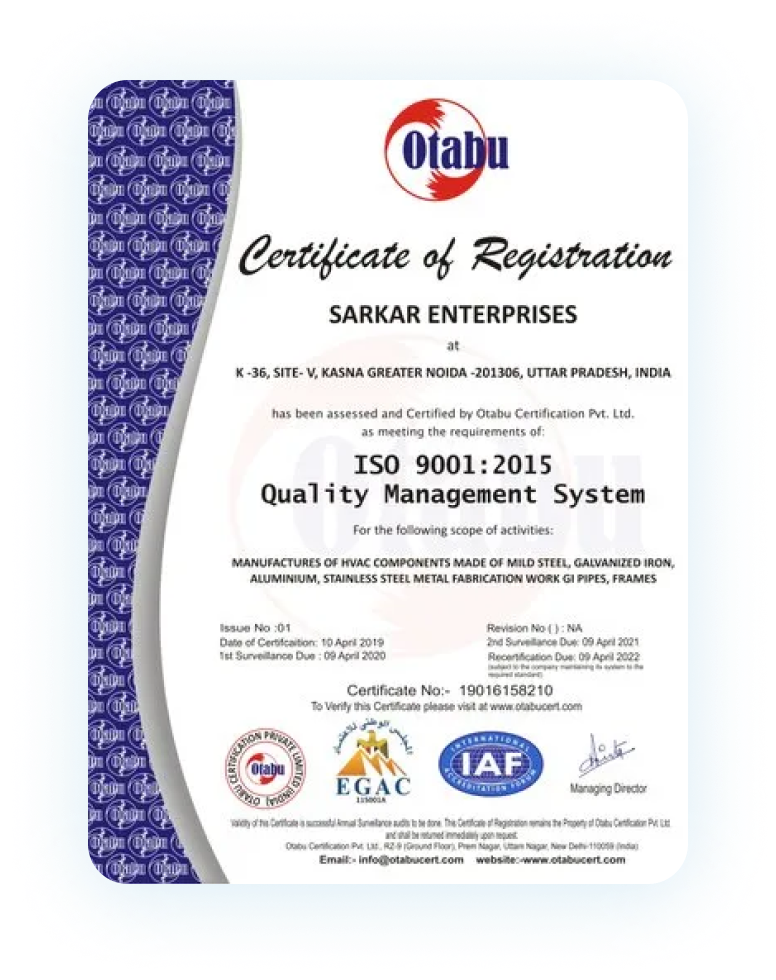 Otabu
Certificate of Registration
SARKAR ENTERPRISES
at
K -36, SITE- V, KASNA GREATER NOIDA -201306, UTTAR PRADESH, INDIA
has been assessed and Certified by Otabu Certification Pvt. Ltd.
as meeting the requirements of:
ISO 9001:2015
Quality Management System
For the following scope of activities:
MANUFACTURES OF HVAC COMPONENTS MADE OF MILD STEEL, GALVANIZED IRON,
ALUMINIUM, STAINLESS STEEL METAL FABRICATION WORK GI PIPES, FRAMES
Issue No :01
Revision No ( ) : NA
Date of Certifcaition: 10 April 2019
2nd Surveillance Due: 09 April 2021
1st Surveillance Due : 09 April 2020
Recertification Due: 09 April 2022
(subject to the company maintaining its system to the
required standard)
Certificate No:- 19016158210
To Verify this Certificate please visit at www.otabucert.com
OTABU CERTIFICATION PRIVATE LIMITED (INDIA)
Otabu
المجلس الوطني للاعتماد
EGAC
115001A
INTERNATIONAL
IAF
ACCREDITATION FORUM
Managing Director
Validity of this Certificate is successful Annual Surveillance audits to be done. This Certificate of Registration remains the Property of Otabu Certification Pvt. Ltd.
and shall be returned immediately upon request.
Otabu Certification Pvt. Ltd., RZ-9 (Ground Floor), Prem Nagar, Uttam Nagar, New Delhi-110059 (India)
Email:- info@otabucert.com website:-www.otabucert.com